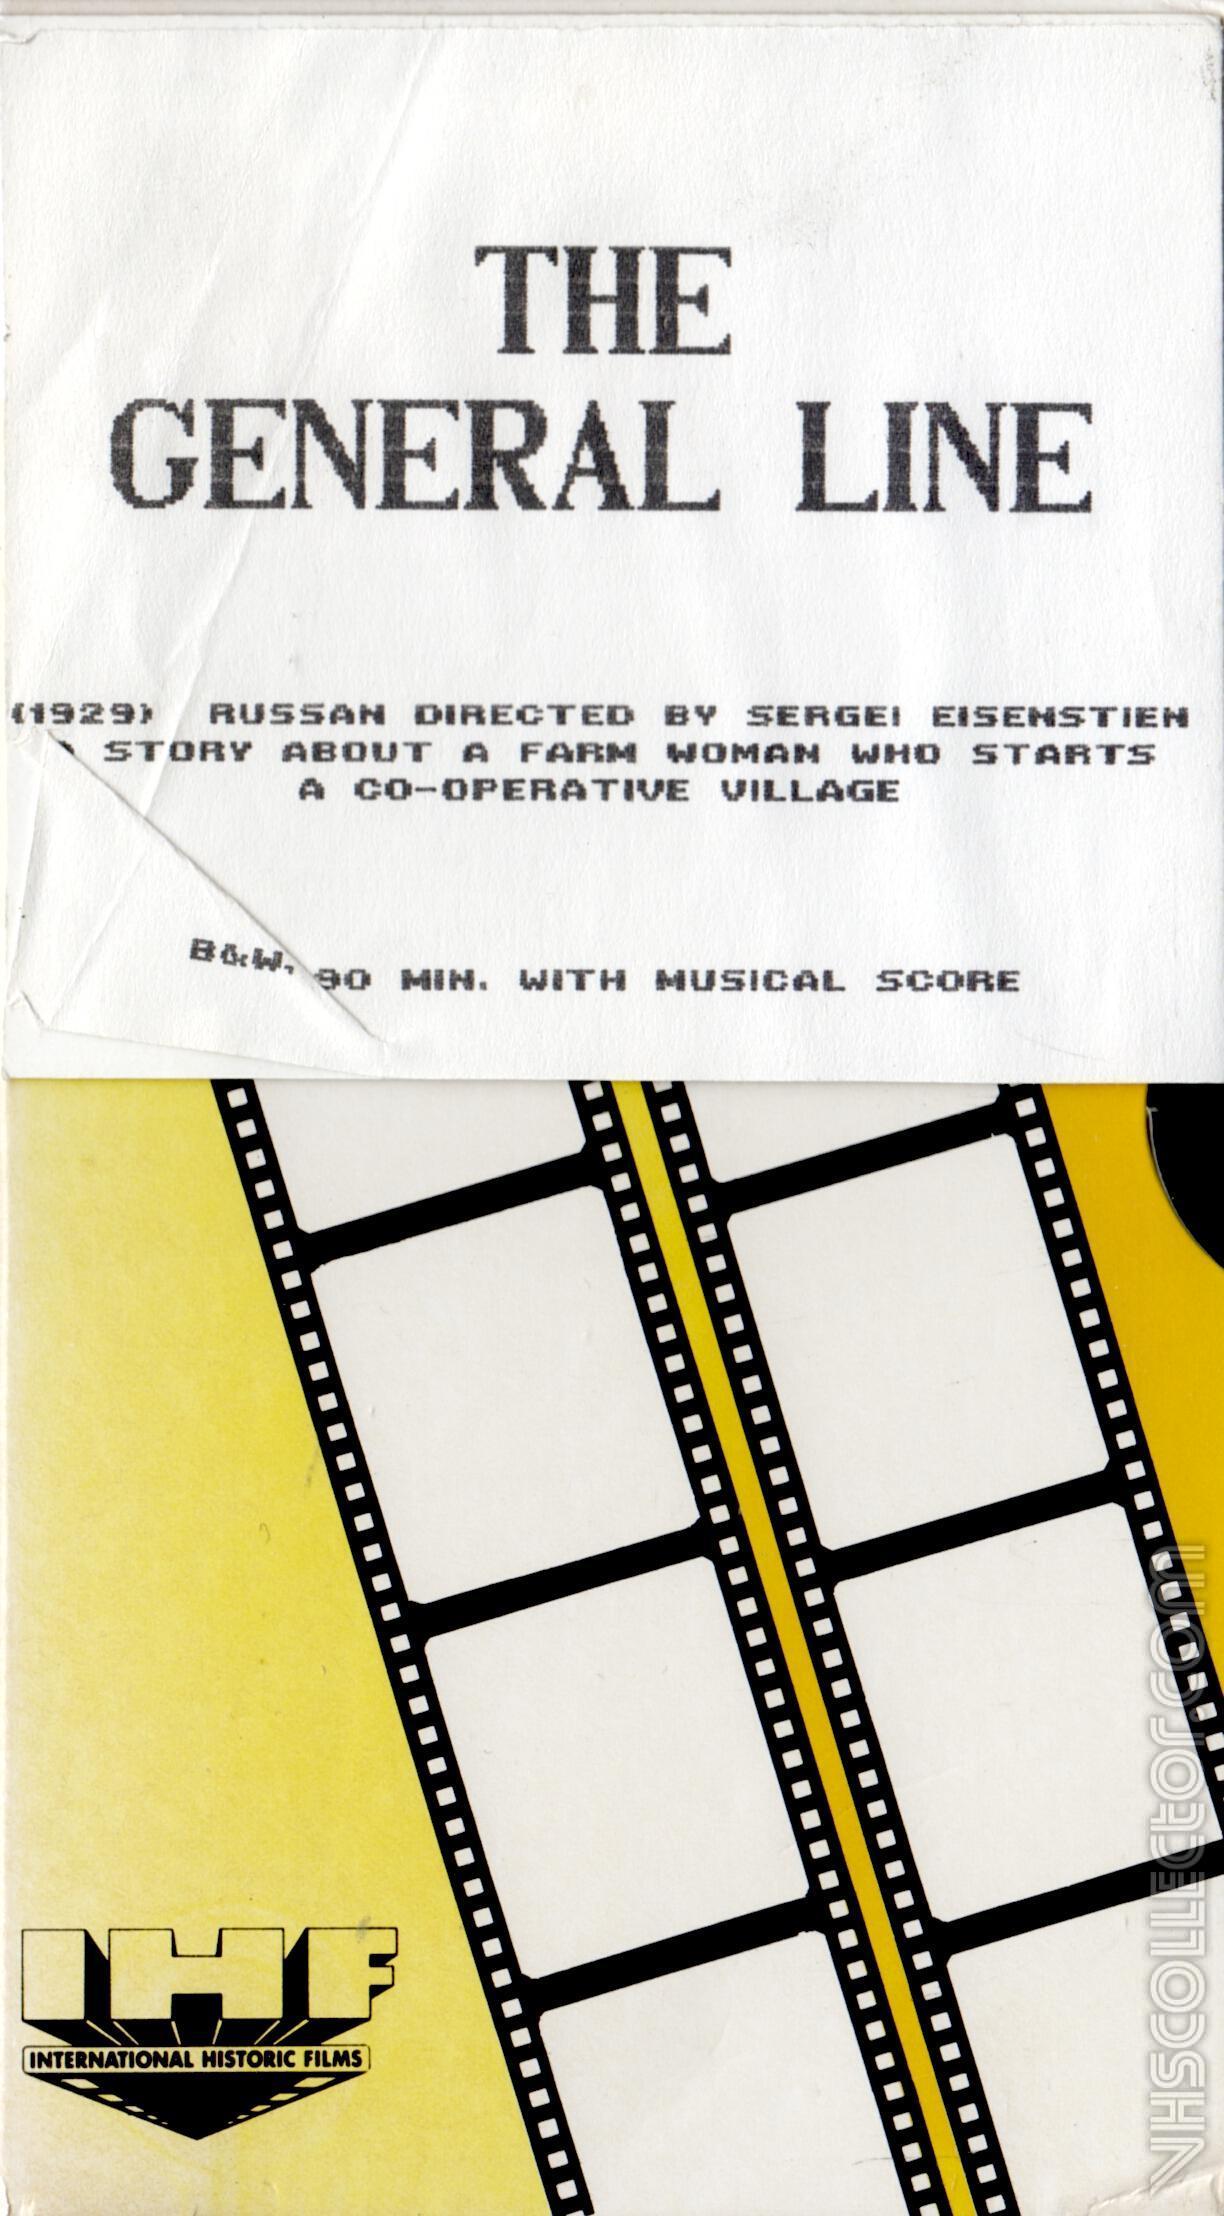 THE
GENERAL LINE
(1929) RUSSAN DIRECTED BY SERGEI EISENSTIEN
STORY ABOUT A FARM WOMAN WHO STARTS
A CO-OPERATIVE VILLAGE
B&W, 90 MIN. WITH MUSICAL SCORE
IHF
INTERNATIONAL HISTORIC FILMS
VHSCOLLECTOR.COM